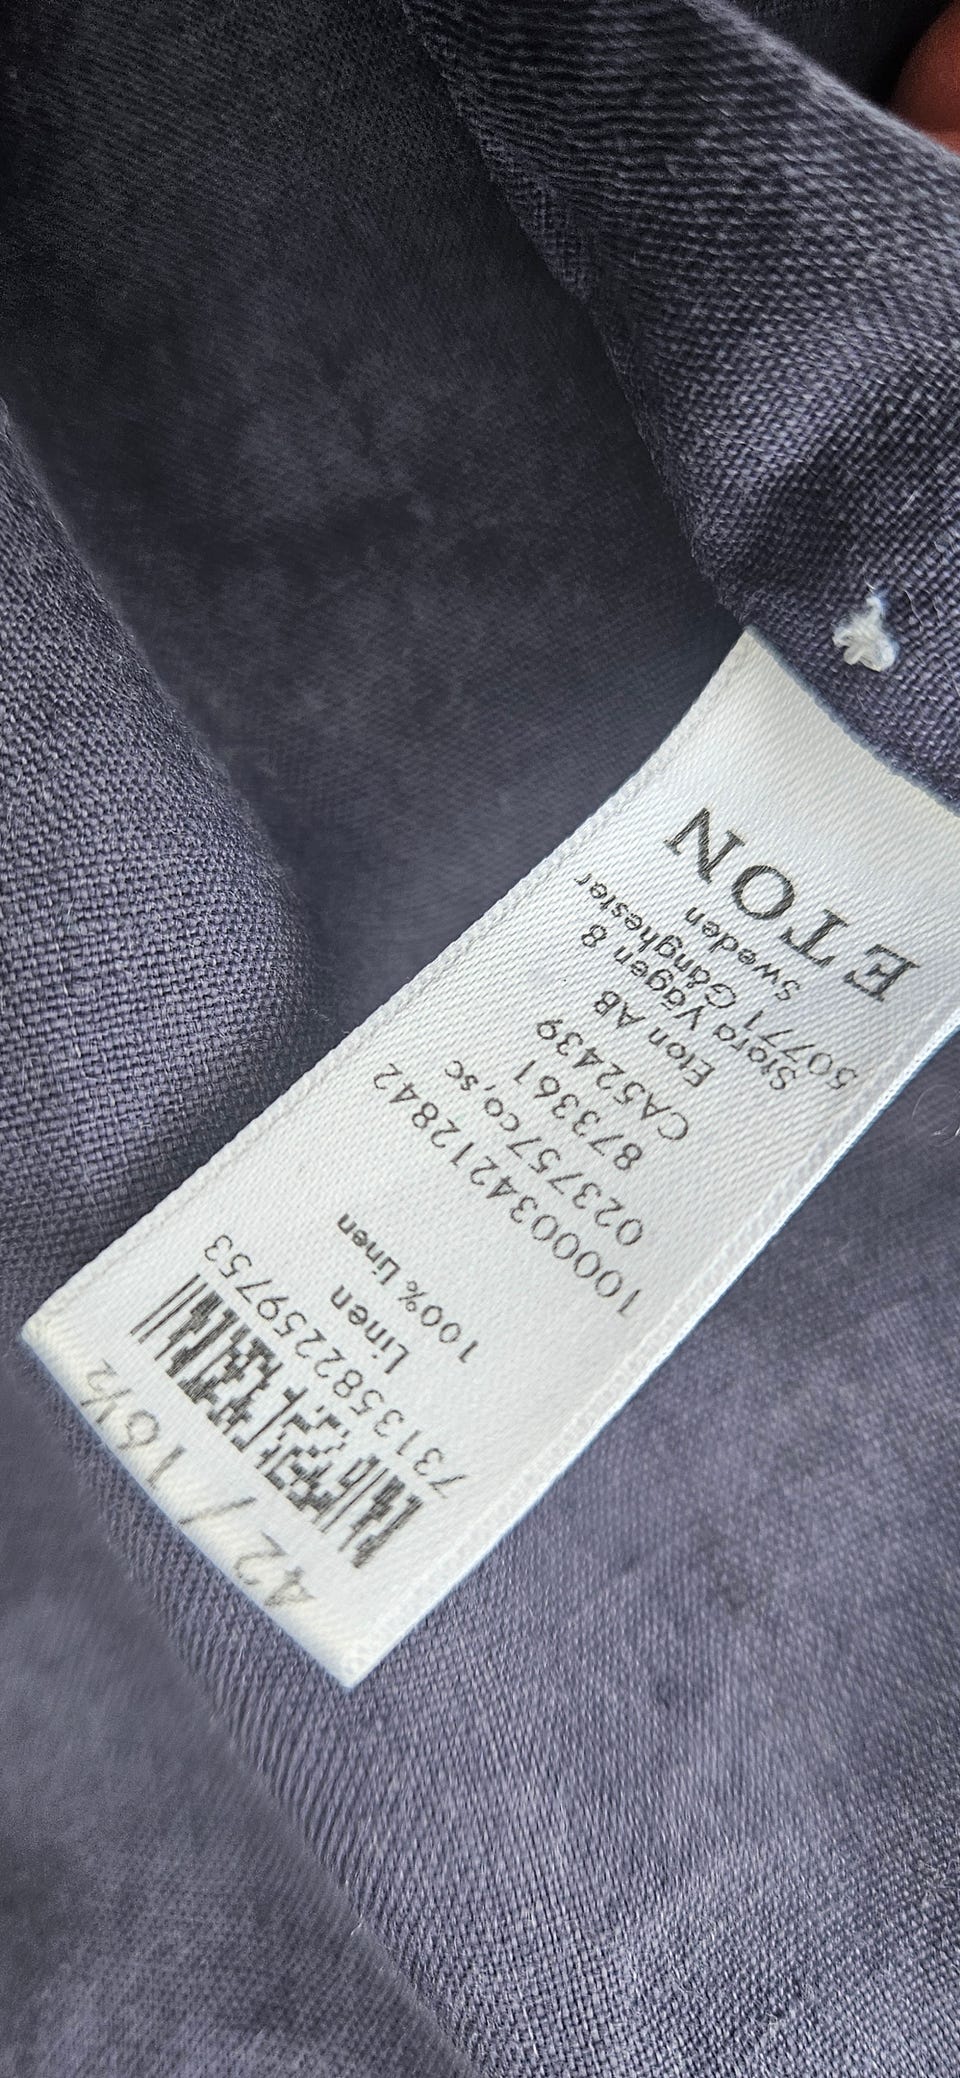 ETON
Stora Vägen 8
50771 Gånghester
Sweden
Eton AB
CA52439
873361
023757co,sc
1000034212842
100% Linen
Linen
7313582259753
42 / 16½